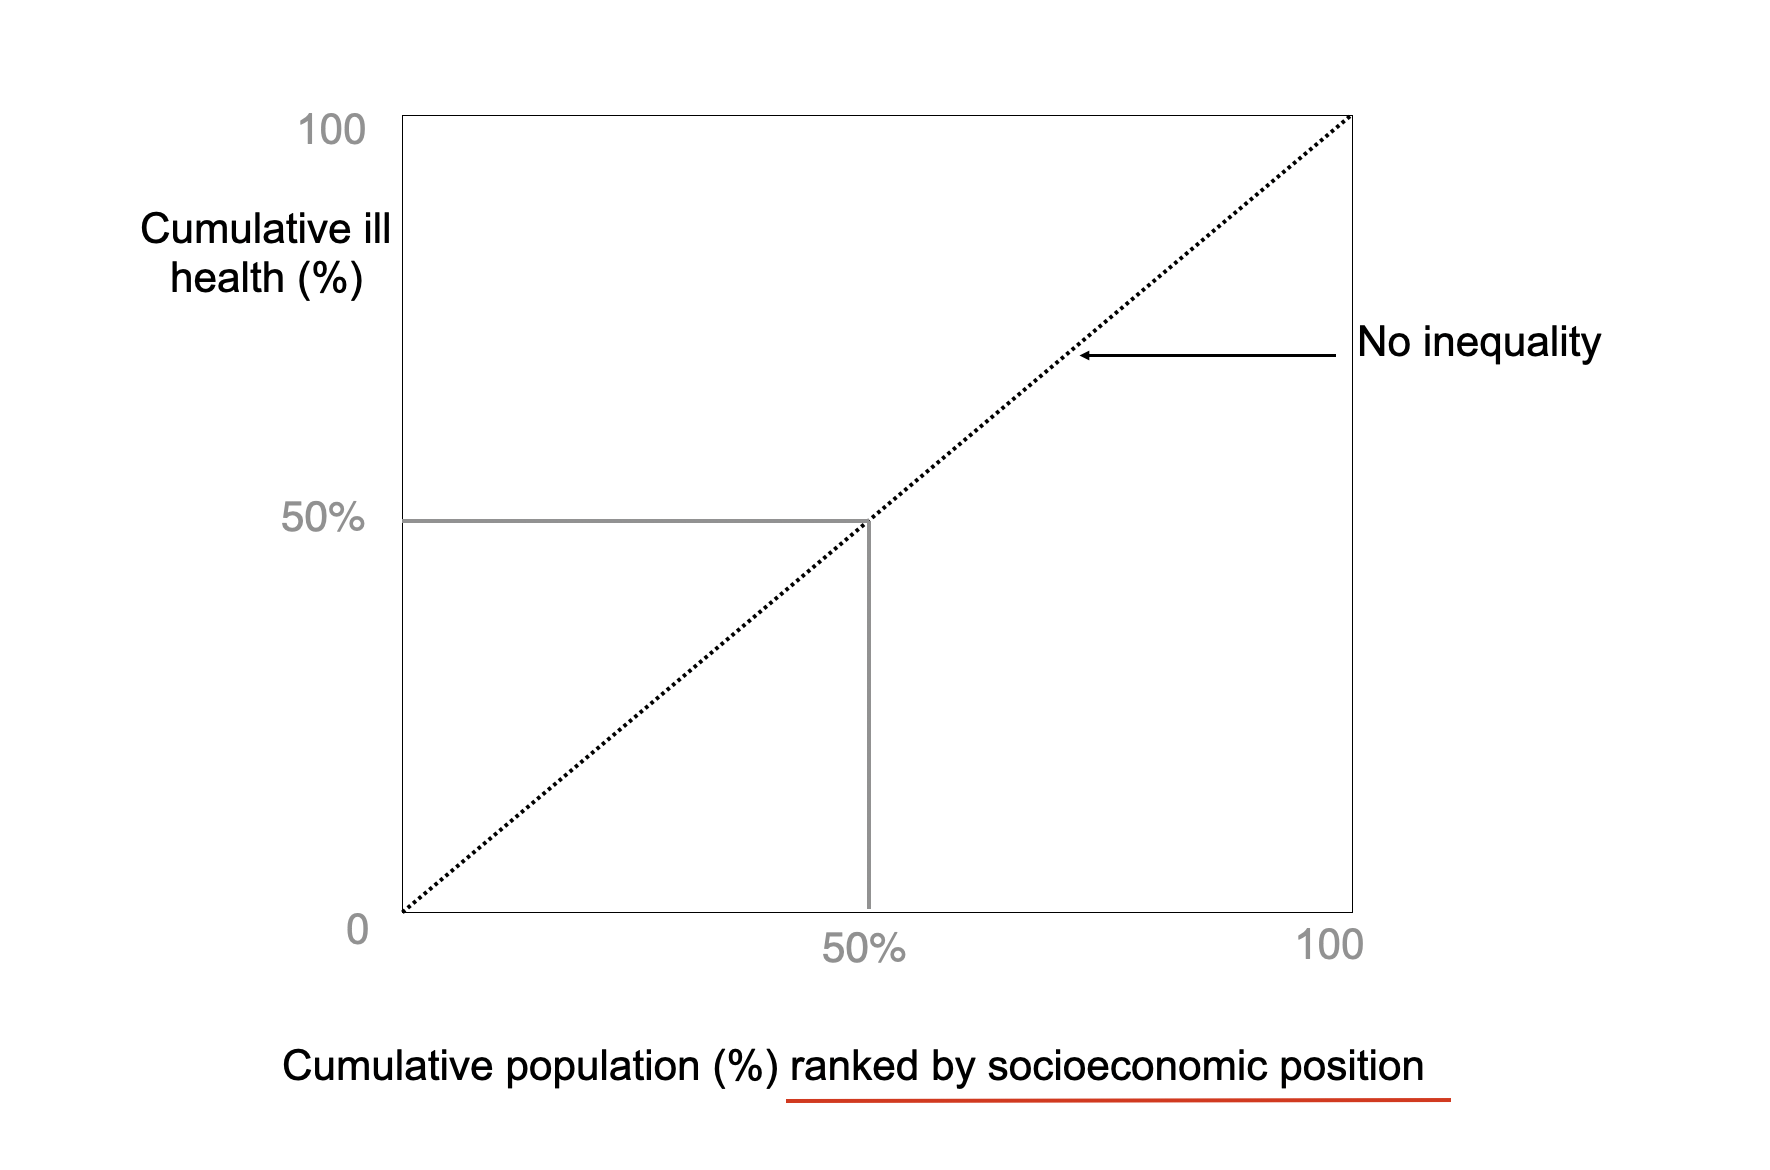 100
Cumulative ill
health (%)
No inequality
50%
0
50%
100
Cumulative population (%) ranked by socioeconomic position